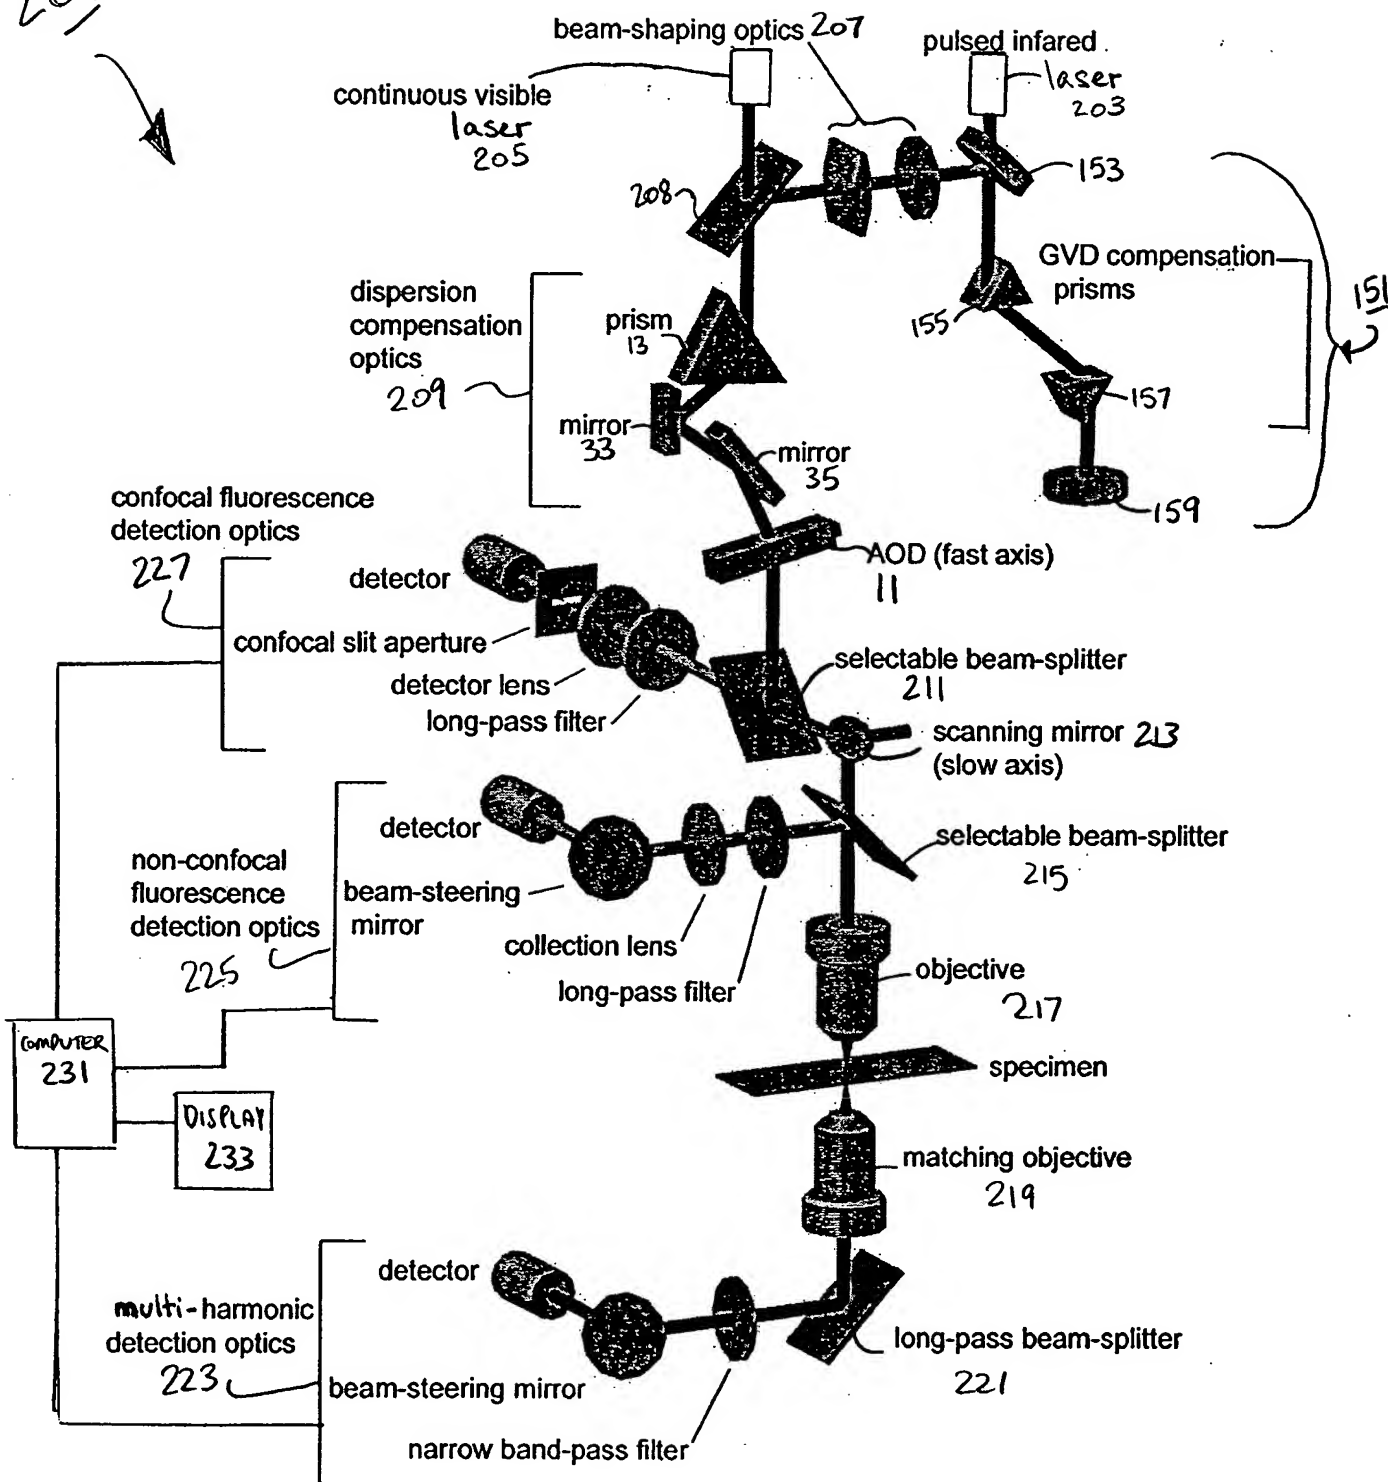 201
beam-shaping optics 207
pulsed infared
laser
203
continuous visible
laser
205
153
208
GVD compensation
prisms
151
155
dispersion
compensation
optics
209
prism
13
157
mirror
33
mirror
35
159
confocal fluorescence
detection optics
227
detector
AOD (fast axis)
11
confocal slit aperture
selectable beam-splitter
211
detector lens
long-pass filter
scanning mirror 213
(slow axis)
detector
selectable beam-splitter
215
non-confocal
fluorescence
detection optics
225
beam-steering
mirror
collection lens
long-pass filter
objective
217
COMPUTER
231
specimen
DISPLAY
233
matching objective
219
detector
multi-harmonic
detection optics
223
long-pass beam-splitter
221
beam-steering mirror
narrow band-pass filter